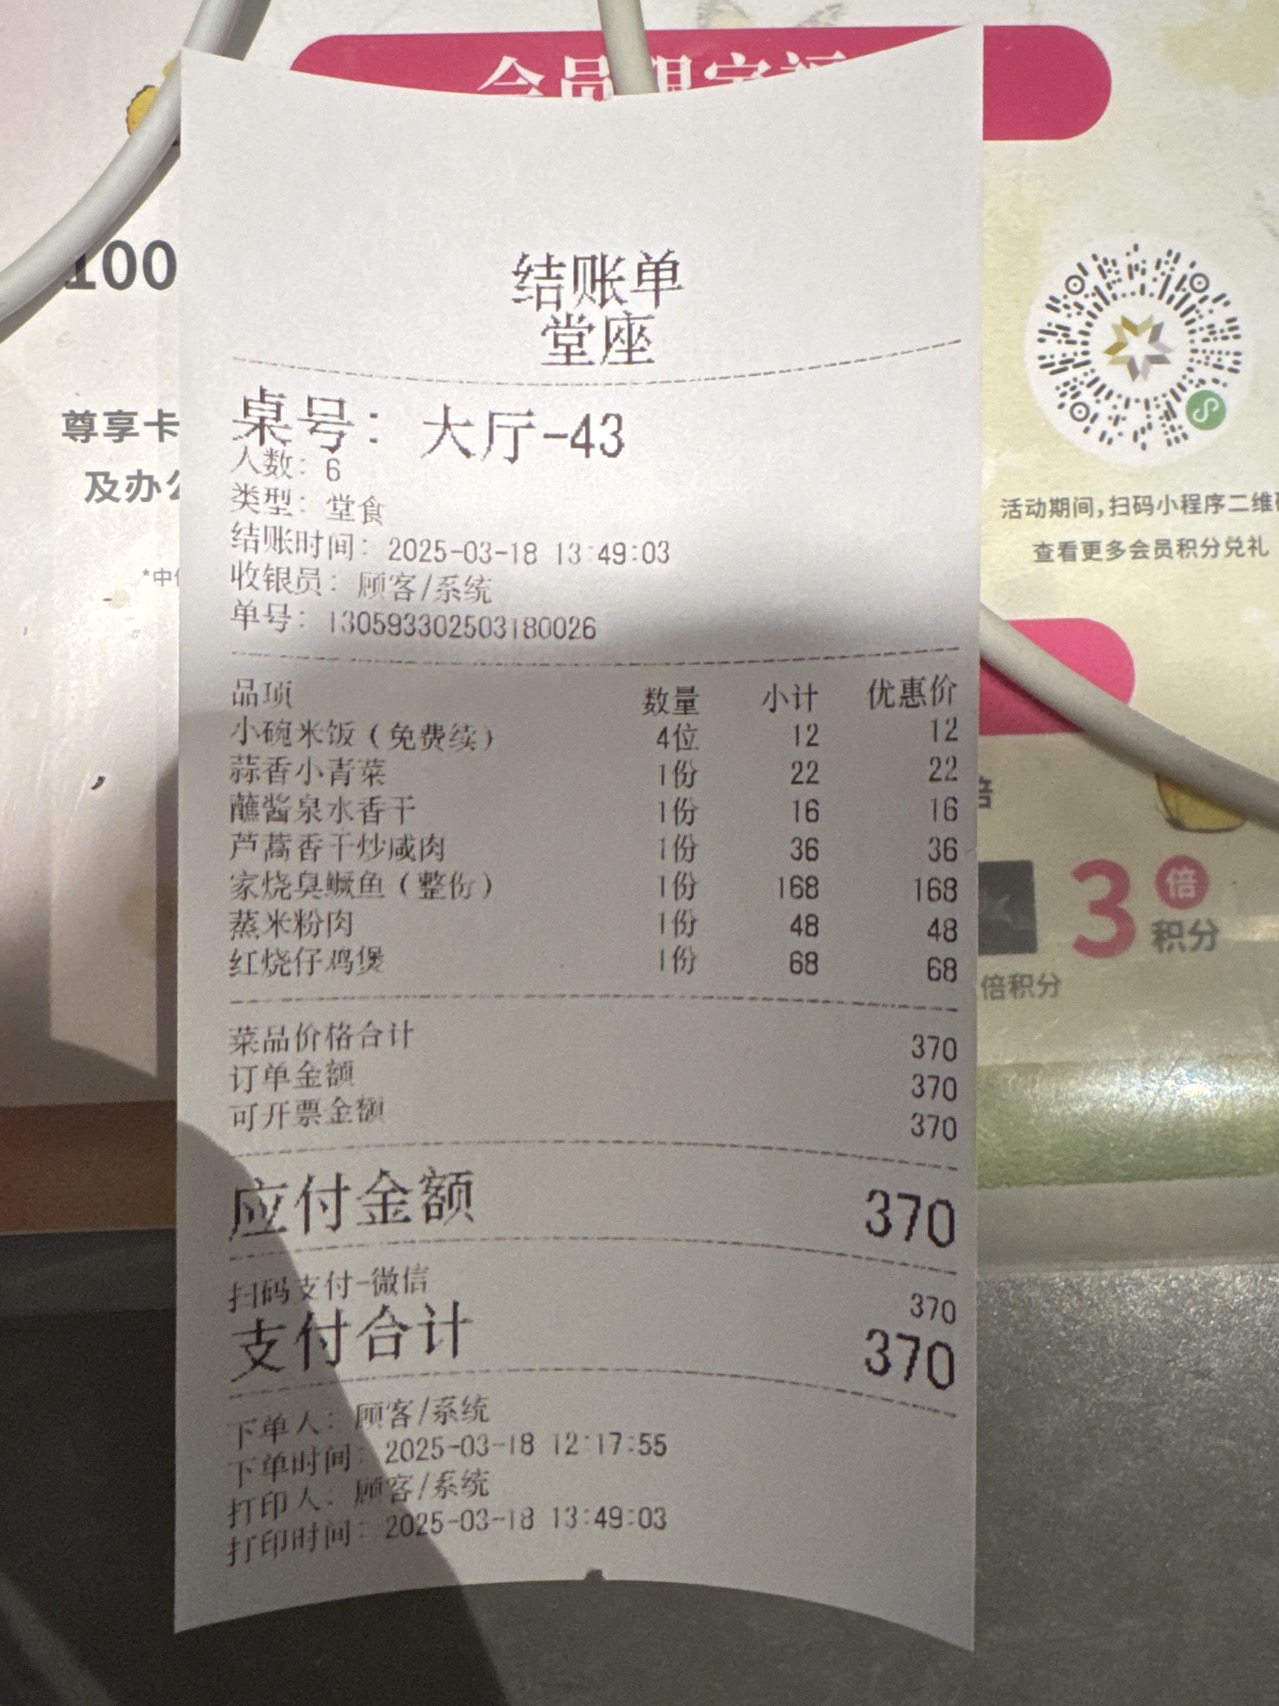 100
尊享卡
及办公
结账单
堂座
桌号：大厅-43
人数：6
类型：堂食
结账时间：2025-03-18 13:49:03
收银员：顾客/系统
单号：130593302503180026
品项 数量 小计 优惠价
小碗米饭（免费续） 4位 12 12
蒜香小青菜 1份 22 22
蘸酱泉水香干 1份 16 16
芦蒿香干炒咸肉 1份 36 36
家烧臭鳜鱼（整份） 1份 168 168
蒸米粉肉 1份 48 48
红烧仔鸡煲 1份 68 68
菜品价格合计 370
订单金额 370
可开票金额 370
应付金额 370
扫码支付-微信 370
支付合计 370
下单人：顾客/系统
下单时间：2025-03-18 12:17:55
打印人：顾客/系统
打印时间：2025-03-18 13:49:03
活动期间,扫码小程序二维码
查看更多会员积分兑礼
倍
3倍
积分
倍积分